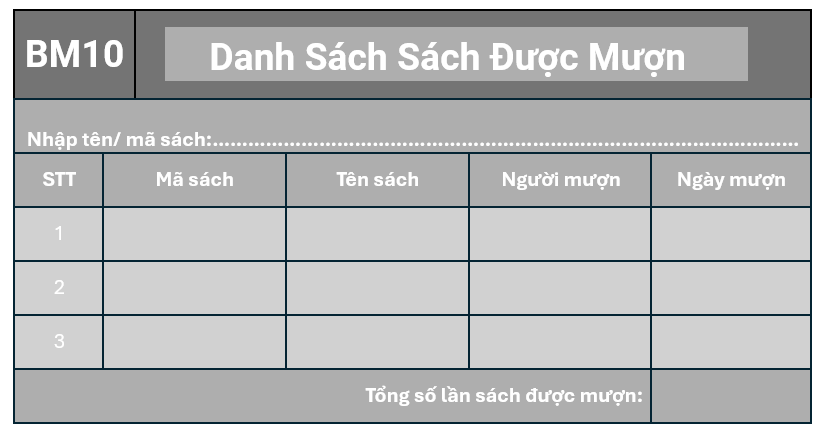 BM10
Danh Sách Sách Được Mượn
Nhập tên/ mã sách:....................................................................................................
STT Mã sách Tên sách Người mượn Ngày mượn
1
2
3
Tổng số lần sách được mượn: